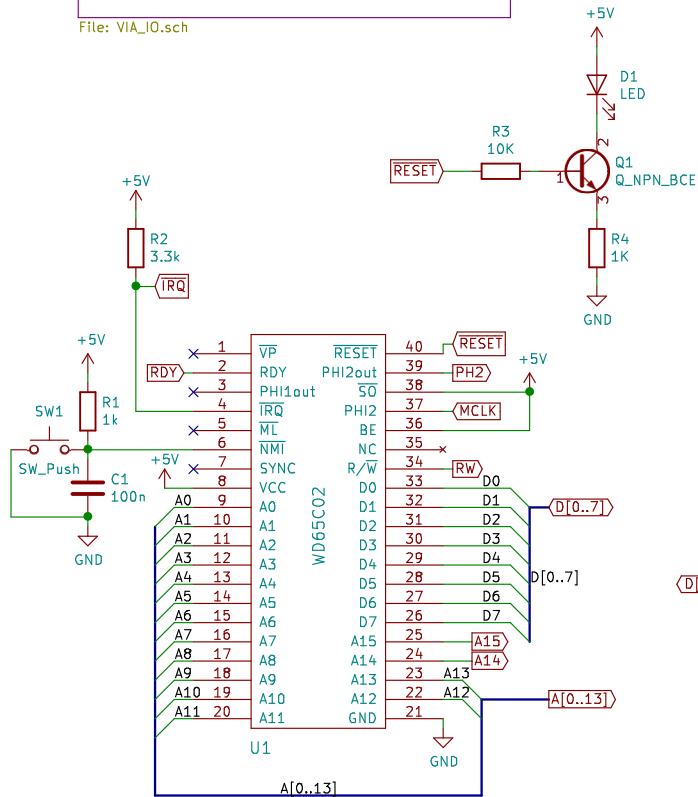 File: VIA_IO.sch
+5V
D1
LED
R3
10K
2
RESET
1
Q1
Q_NPN_BCE
3
+5V
R2
3.3k
R4
1K
IRQ
GND
+5V
1 VP RESET 40 RESET
RDY 2 RDY PHI2out 39 PH2
+5V
3 PHI1out SO 38
R1
1k
SW1
4 IRQ PHI2 37 MCLK
5 ML BE 36
6 NMI NC 35
SW_Push
+5V
7 SYNC R/W 34 RW
C1
100n
8 VCC D0 33 D0
A0 9 A0 D1 32 D1 D[0..7]
A1 10 A1 D2 31 D2
A2 11 A2 D3 30 D3
GND
A3 12 A3 D4 29 D4
A4 13 A4 D5 28 D5 D[0..7] D
A5 14 A5 D6 27 D6
A6 15 A6 D7 26 D7
A7 16 A7 A15 25 A15
A8 17 A8 A14 24 A14
A9 18 A9 A13 23 A13
A10 19 A10 A12 22 A12 A[0..13]
A11 20 A11 GND 21
WD65C02
U1
GND
A[0..13]